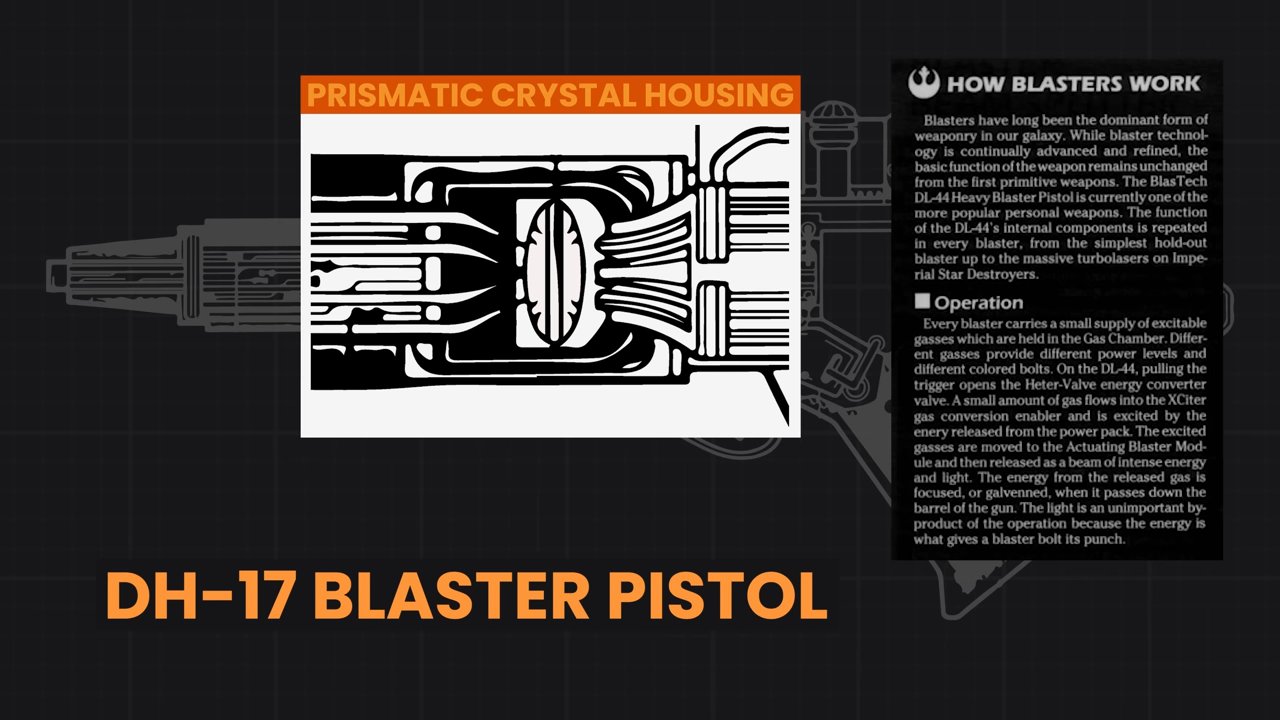 PRISMATIC CRYSTAL HOUSING
HOW BLASTERS WORK
Blasters have long been the dominant form of
weaponry in our galaxy. While blaster technol-
ogy is continually advanced and refined, the
basic function of the weapon remains unchanged
from the first primitive weapons. The BlasTech
DL-44 Heavy Blaster Pistol is currently one of the
more popular personal weapons. The function
of the DL-44's internal components is repeated
in every blaster, from the simplest hold-out
blaster up to the massive turbolasers on Impe-
rial Star Destroyers.
Operation
Every blaster carries a small supply of excitable
gasses which are held in the Gas Chamber. Differ-
ent gasses provide different power levels and
different colored bolts. On the DL-44, pulling the
trigger opens the Heter-Valve energy converter
valve. A small amount of gas flows into the XCiter
gas conversion enabler and is excited by the
enery released from the power pack. The excited
gasses are moved to the Actuating Blaster Mod-
ule and then released as a beam of intense energy
and light. The energy from the released gas is
focused, or galvenned, when it passes down the
barrel of the gun. The light is an unimportant by-
product of the operation because the energy is
what gives a blaster bolt its punch.
DH-17 BLASTER PISTOL